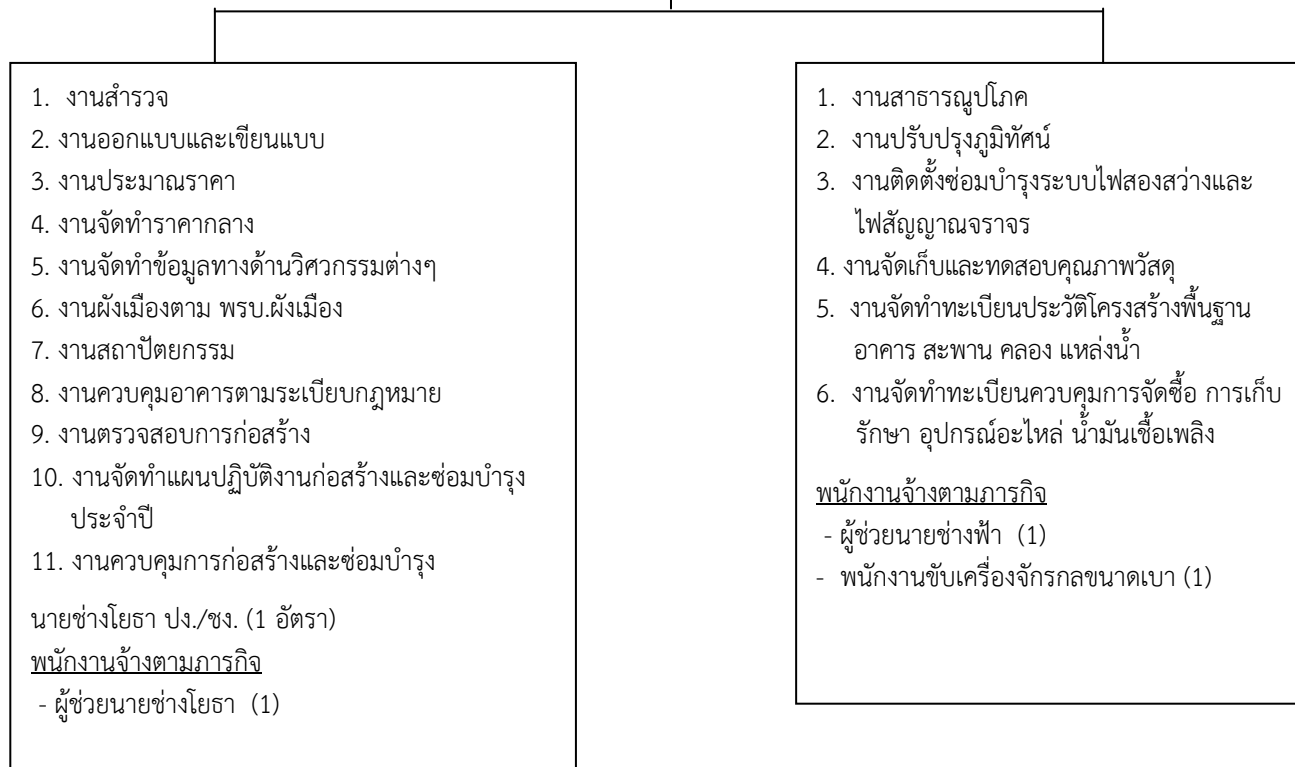 1. งานสำรวจ
2. งานออกแบบและเขียนแบบ
3. งานประมาณราคา
4. งานจัดทำราคากลาง
5. งานจัดทำข้อมูลทางด้านวิศวกรรมต่างๆ
6. งานผังเมืองตาม พรบ.ผังเมือง
7. งานสถาปัตยกรรม
8. งานควบคุมอาคารตามระเบียบกฎหมาย
9. งานตรวจสอบการก่อสร้าง
10. งานจัดทำแผนปฏิบัติงานก่อสร้างและซ่อมบำรุง
ประจำปี
11. งานควบคุมการก่อสร้างและซ่อมบำรุง
นายช่างโยธา ปง./ชง. (1 อัตรา)
พนักงานจ้างตามภารกิจ
- ผู้ช่วยนายช่างโยธา (1)
1. งานสาธารณูปโภค
2. งานปรับปรุงภูมิทัศน์
3. งานติดตั้งซ่อมบำรุงระบบไฟสองสว่างและ
ไฟสัญญาณจราจร
4. งานจัดเก็บและทดสอบคุณภาพวัสดุ
5. งานจัดทำทะเบียนประวัติโครงสร้างพื้นฐาน
อาคาร สะพาน คลอง แหล่งน้ำ
6. งานจัดทำทะเบียนควบคุมการจัดซื้อ การเก็บ
รักษา อุปกรณ์อะไหล่ น้ำมันเชื้อเพลิง
พนักงานจ้างตามภารกิจ
- ผู้ช่วยนายช่างฟ้า (1)
- พนักงานขับเครื่องจักรกลขนาดเบา (1)